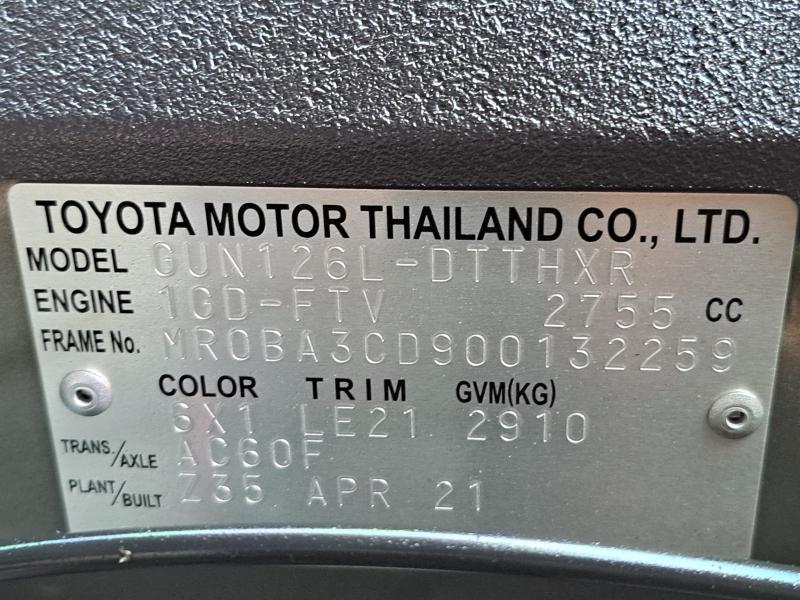 TOYOTA MOTOR THAILAND CO., LTD.
MODEL GUN126L-DTTHXR
ENGINE 1GD-FTV 2755 CC
FRAME No. MR0BA3CD900132259
COLOR TRIM GVM(KG)
6X1 LE21 2910
TRANS./AXLE AC60F
PLANT/BUILT Z35 APR 21